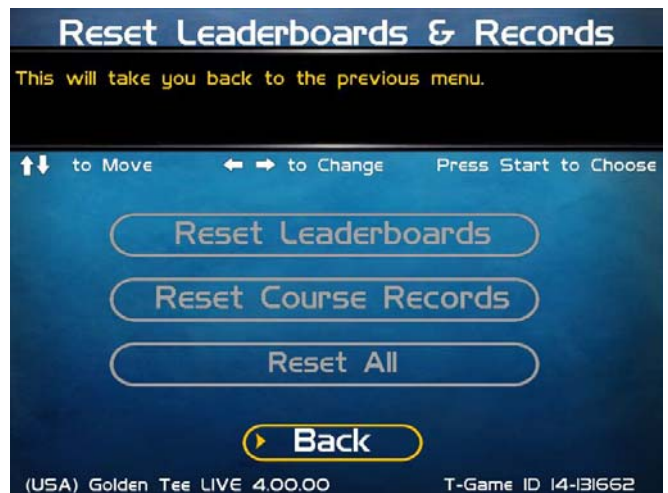 Reset Leaderboards & Records
This will take you back to the previous menu.
to Move to Change Press Start to Choose
Reset Leaderboards
Reset Course Records
Reset All
Back
(USA) Golden Tee LIVE 4.00.00 T-Game ID 14-131662